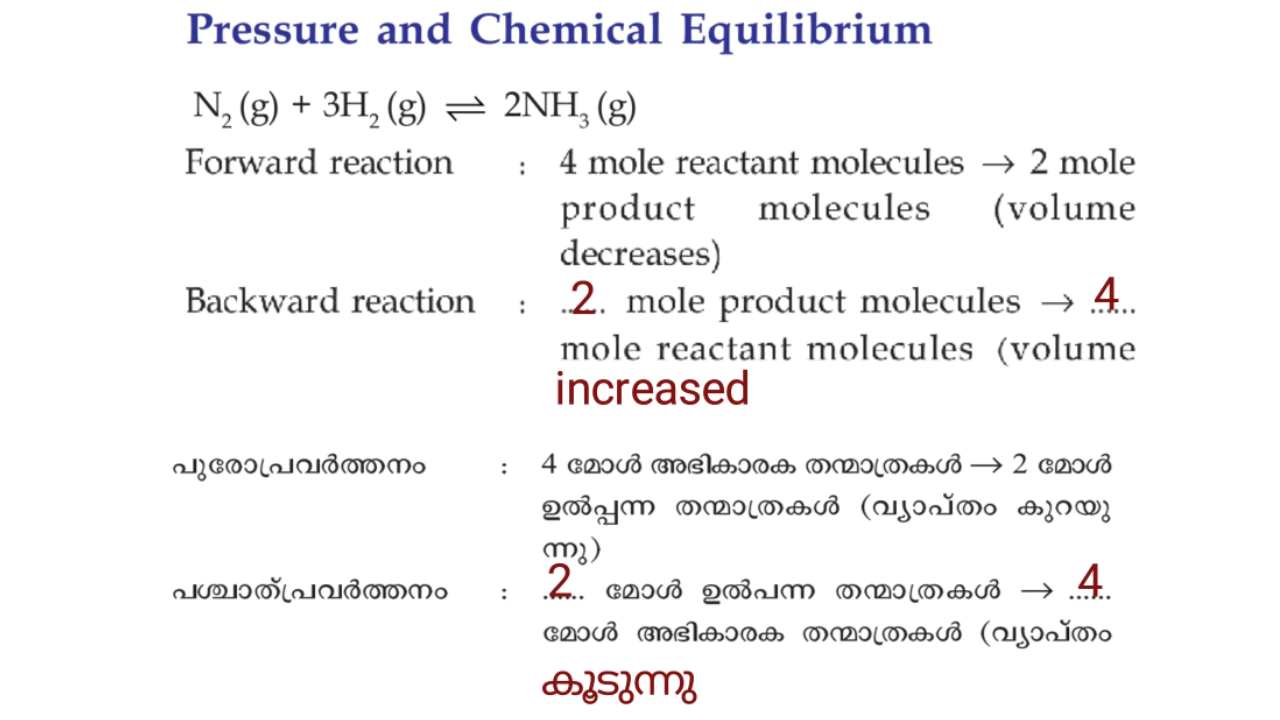 Pressure and Chemical Equilibrium
N₂ (g) + 3H₂ (g) ⇌ 2NH₃ (g)
Forward reaction : 4 mole reactant molecules → 2 mole
product molecules (volume
decreases)
Backward reaction : ..2.. mole product molecules → ..4...
mole reactant molecules (volume
increased
പുരോപ്രവർത്തനം : 4 മോൾ അഭികാരക തന്മാത്രകൾ → 2 മോൾ
ഉൽപ്പന്ന തന്മാത്രകൾ (വ്യാപ്തം കുറയു
ന്നു)
പശ്ചാത്പ്രവർത്തനം : ..2... മോൾ ഉൽപന്ന തന്മാത്രകൾ → ..4...
മോൾ അഭികാരക തന്മാത്രകൾ (വ്യാപ്തം
കൂടുന്നു